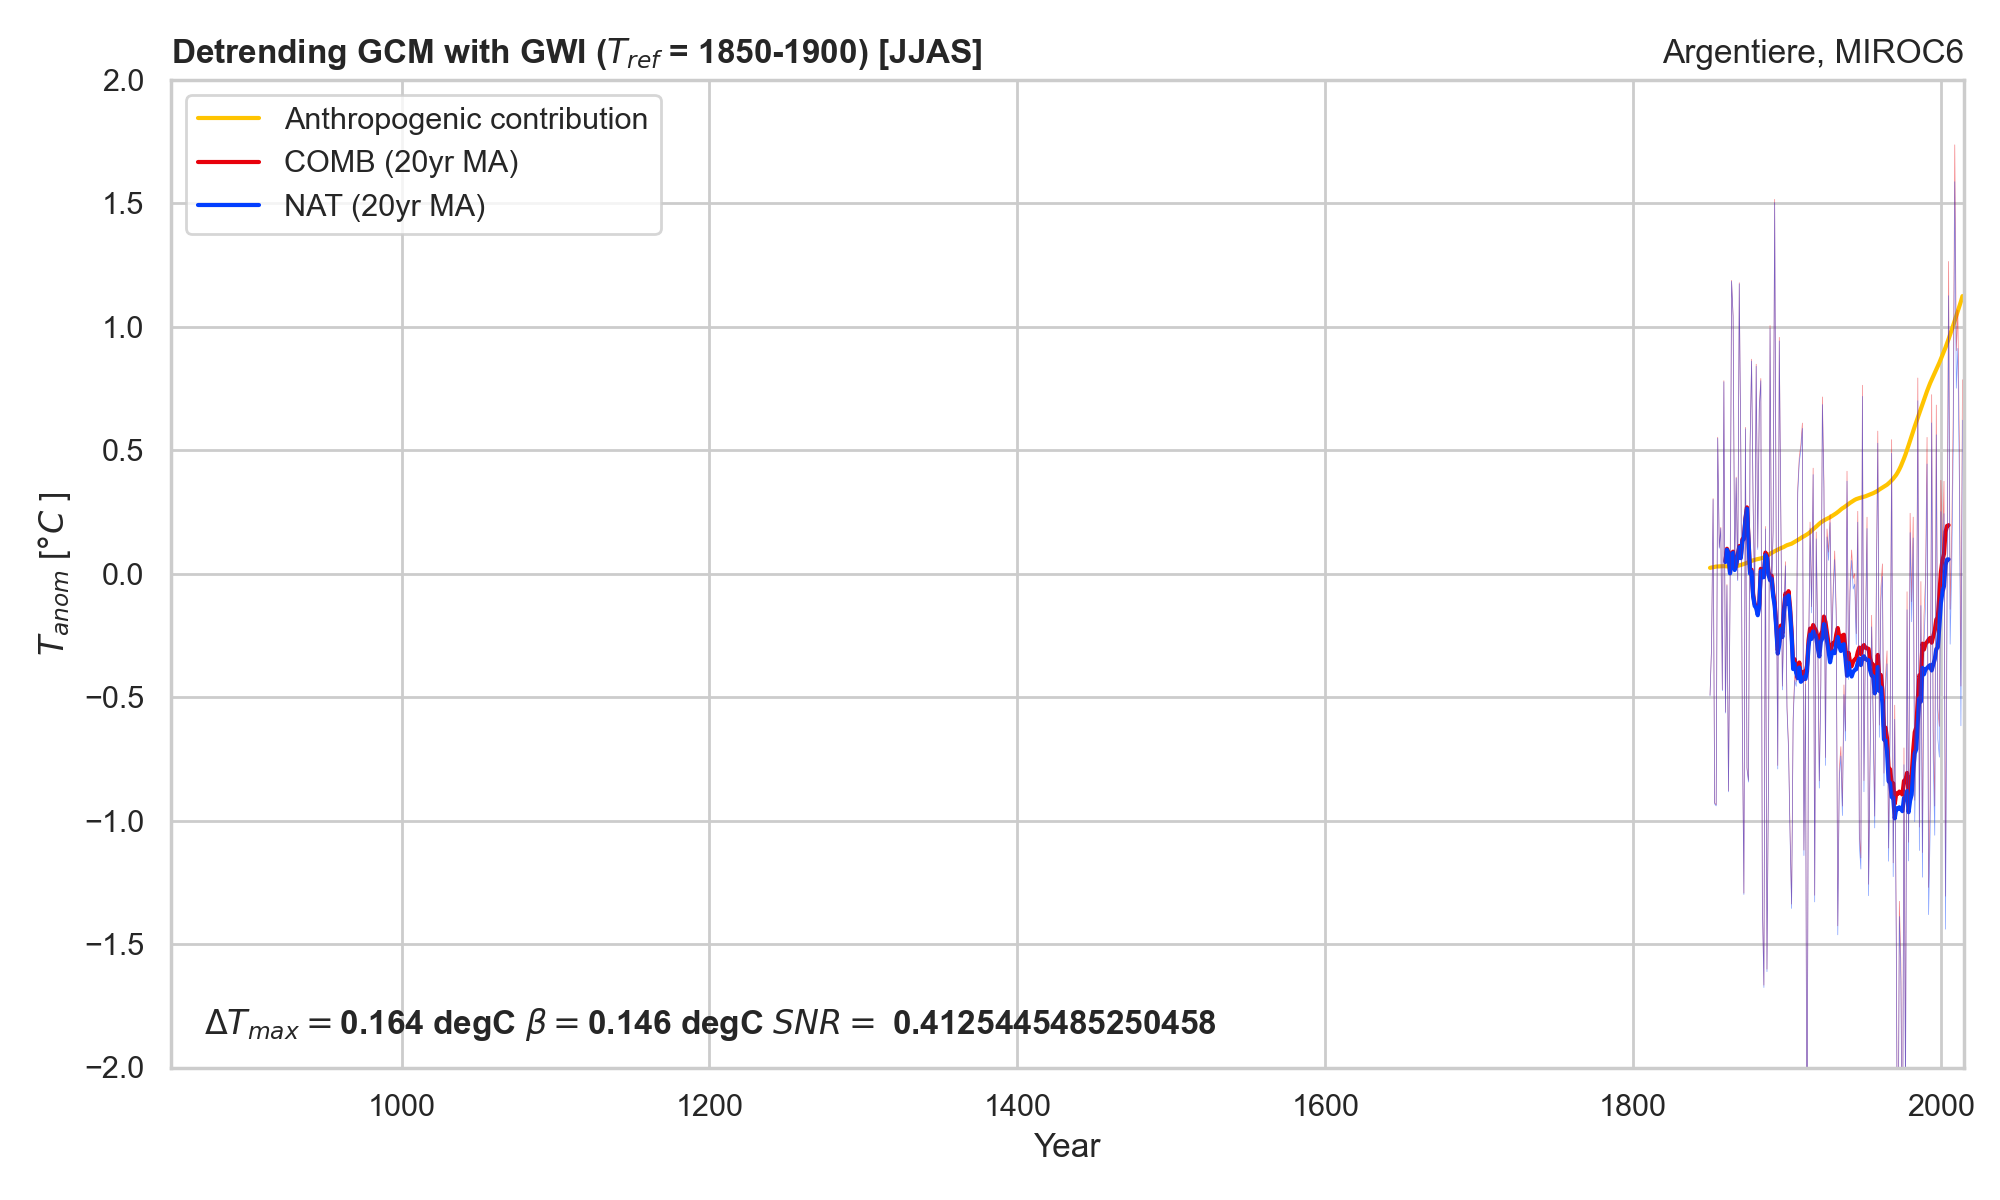 Detrending GCM with GWI (T_ref = 1850-1900) [JJAS]
Argentiere, MIROC6
Anthropogenic contribution
COMB (20yr MA)
NAT (20yr MA)
2.0
1.5
1.0
0.5
0.0
−0.5
−1.0
−1.5
−2.0
T_anom [°C ]
ΔT_max = 0.164 degC β = 0.146 degC SNR = 0.4125445485250458
1000 1200 1400 1600 1800 2000
Year